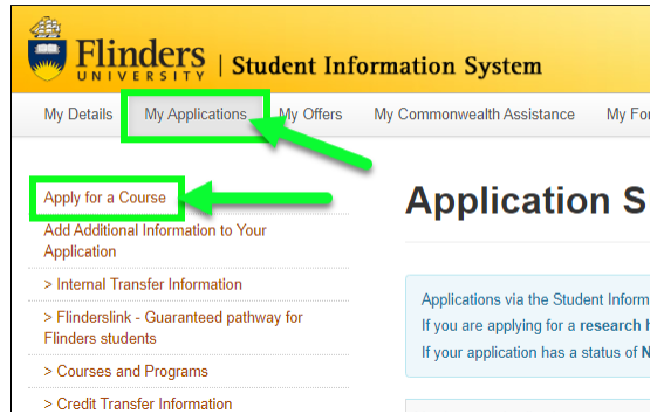 Flinders
UNIVERSITY
Student Information System
My Details My Applications My Offers My Commonwealth Assistance My
Apply for a Course
Application S
Add Additional Information to Your
Application
> Internal Transfer Information
> Flinderslink - Guaranteed pathway for
Flinders students
> Courses and Programs
> Credit Transfer Information
Applications via the Student Inform
If you are applying for a research
If your application has a status of N